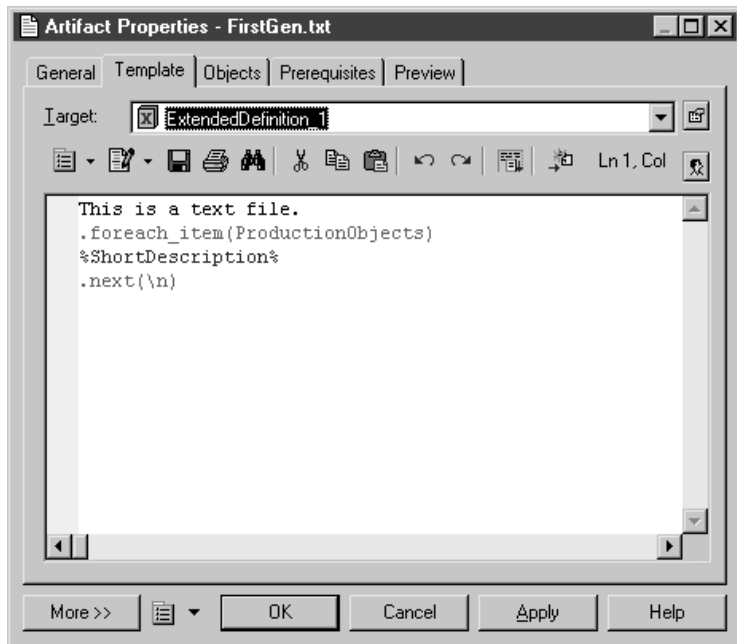 Artifact Properties - FirstGen.txt
General Template Objects Prerequisites Preview
Target: ExtendedDefinition_1
Ln 1, Col
This is a text file.
.foreach_item(ProductionObjects)
%ShortDescription%
.next(\n)
More >> OK Cancel Apply Help